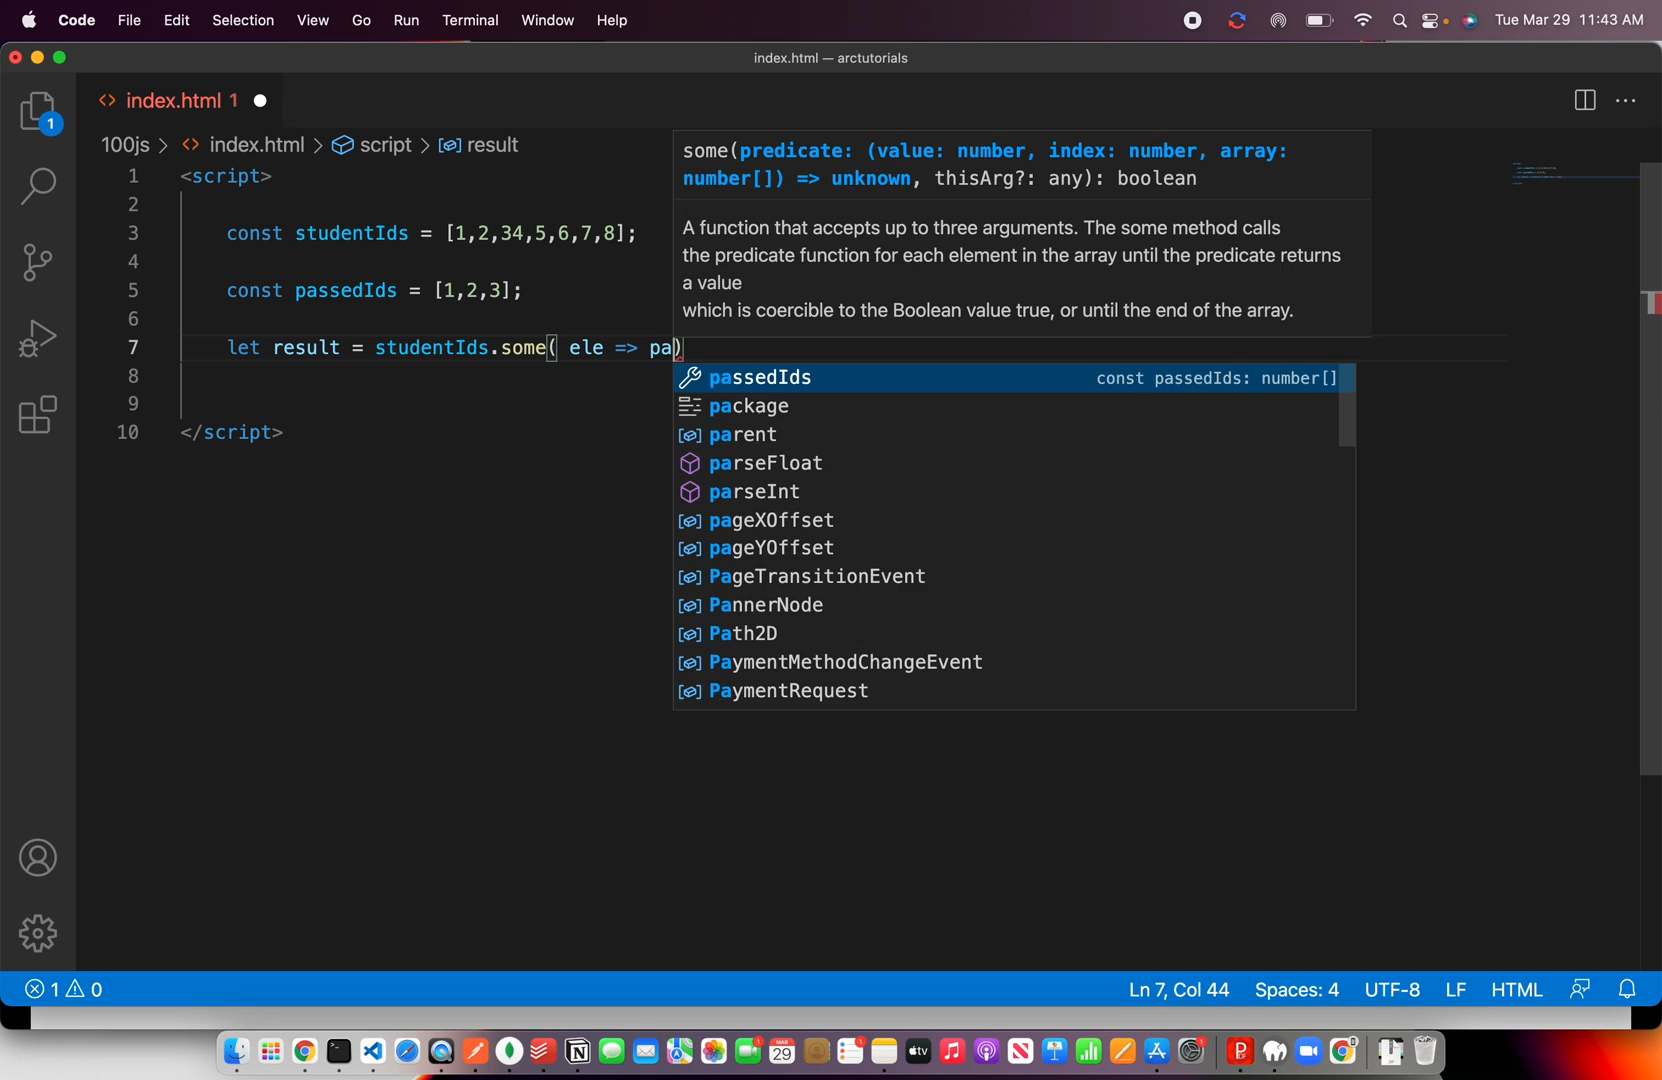 Code File Edit Selection View Go Run Terminal Window Help Tue Mar 29 11:43 AM
index.html — arctutorials
<> index.html 1
1
100js > <> index.html > script > result
1 <script>
2
3 const studentIds = [1,2,34,5,6,7,8];
4
5 const passedIds = [1,2,3];
6
7 let result = studentIds.some( ele => pa)
8
9
10 </script>
some(predicate: (value: number, index: number, array:
number[]) => unknown, thisArg?: any): boolean
A function that accepts up to three arguments. The some method calls
the predicate function for each element in the array until the predicate returns
a value
which is coercible to the Boolean value true, or until the end of the array.
passedIds const passedIds: number[]
package
parent
parseFloat
parseInt
pageXOffset
pageYOffset
PageTransitionEvent
PannerNode
Path2D
PaymentMethodChangeEvent
PaymentRequest
1 0 Ln 7, Col 44 Spaces: 4 UTF-8 LF HTML
MAR
29
tv